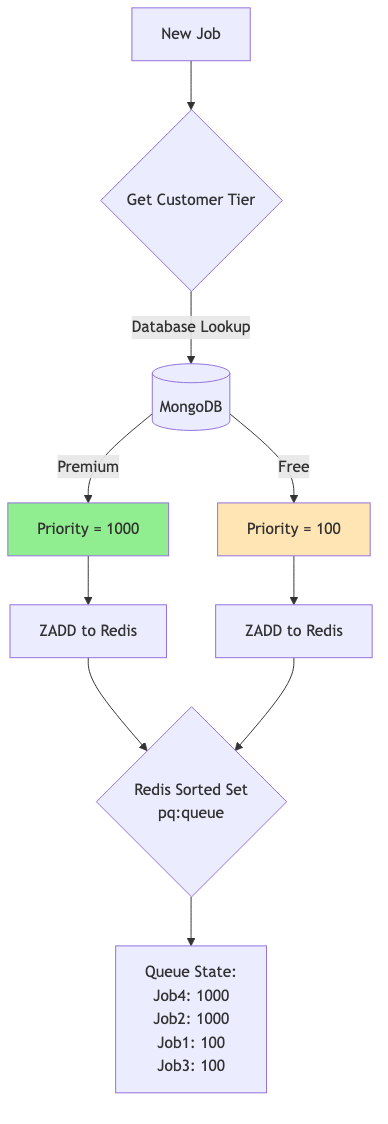 New Job
Get Customer Tier
Database Lookup
MongoDB
Premium
Free
Priority = 1000
Priority = 100
ZADD to Redis
ZADD to Redis
Redis Sorted Set
pq:queue
Queue State:
Job4: 1000
Job2: 1000
Job1: 100
Job3: 100